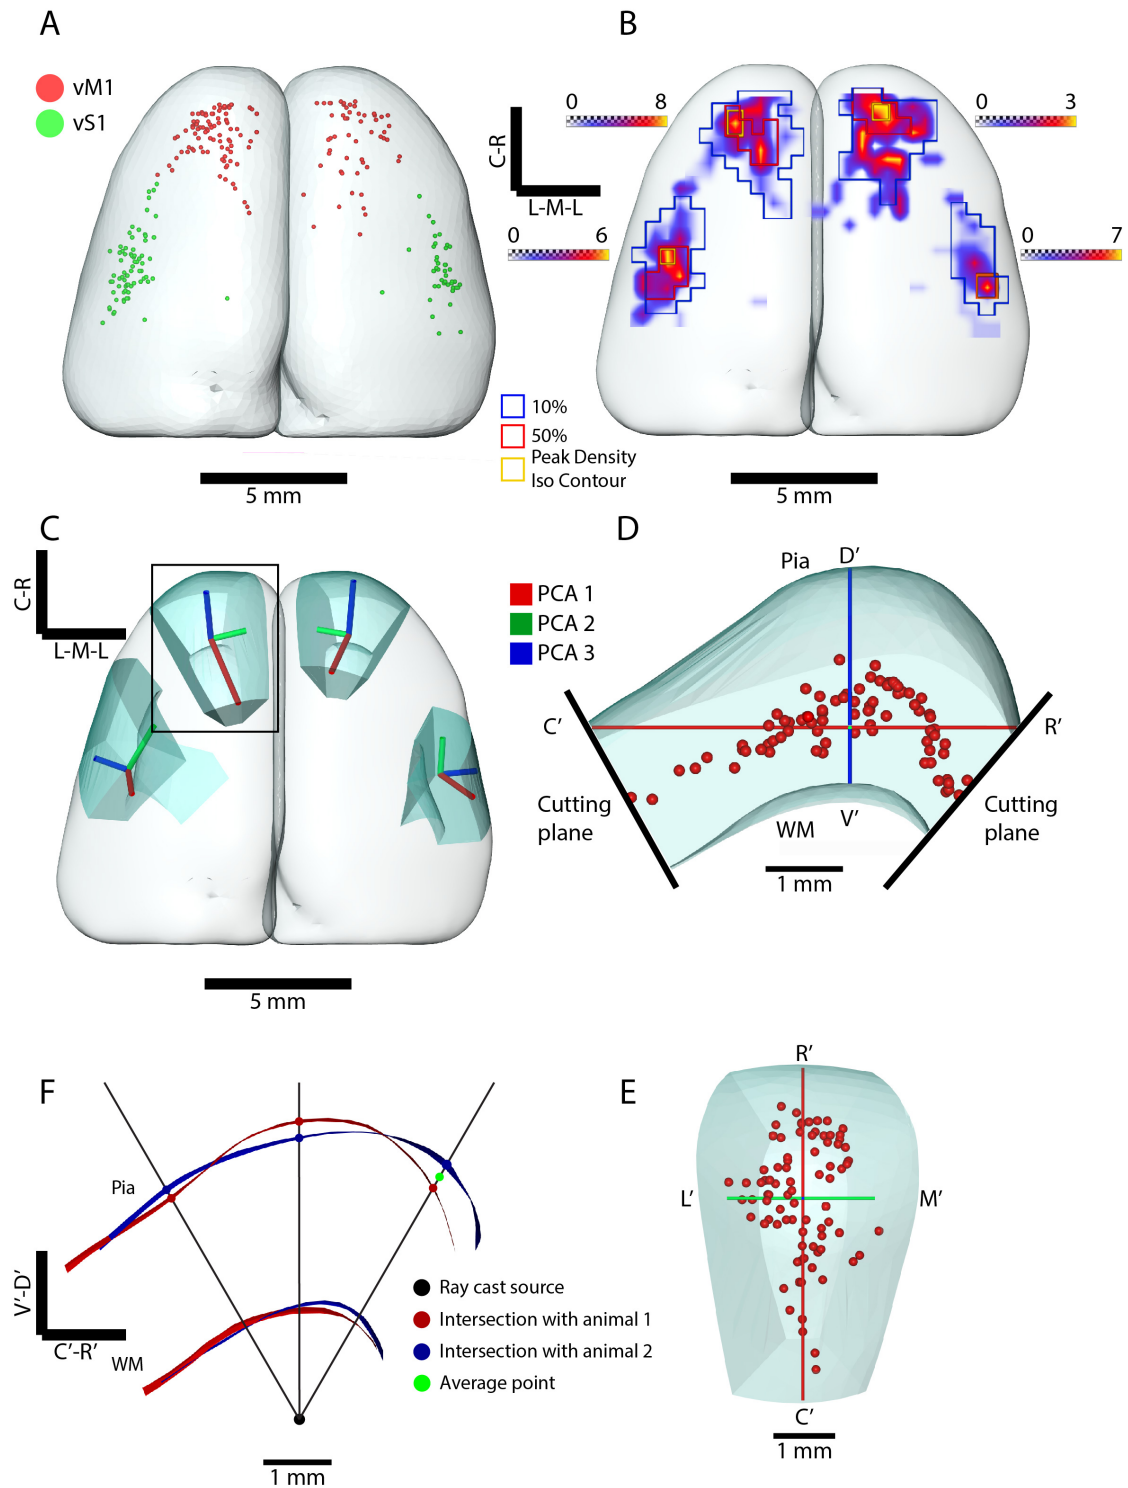 A
vM1
vS1
5 mm
B
0 8
0 3
C-R
L-M-L
0 6
0 7
10%
50%
Peak Density
Iso Contour
5 mm
C
C-R
L-M-L
5 mm
D
PCA 1
PCA 2
PCA 3
Pia
D′
C′
R′
Cutting
plane
Cutting
plane
WM
V′
1 mm
F
Pia
V′-D′
C′-R′
WM
Ray cast source
Intersection with animal 1
Intersection with animal 2
Average point
1 mm
E
R′
L′
M′
C′
1 mm